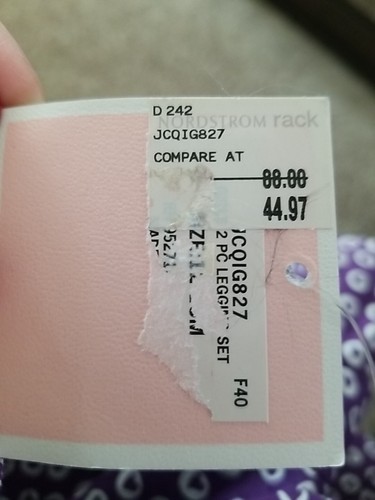 D 242
NORDSTROM rack
JCQIG827
COMPARE AT
88.00
44.97
JCQIG827
2 PC LEGGING SET
F40